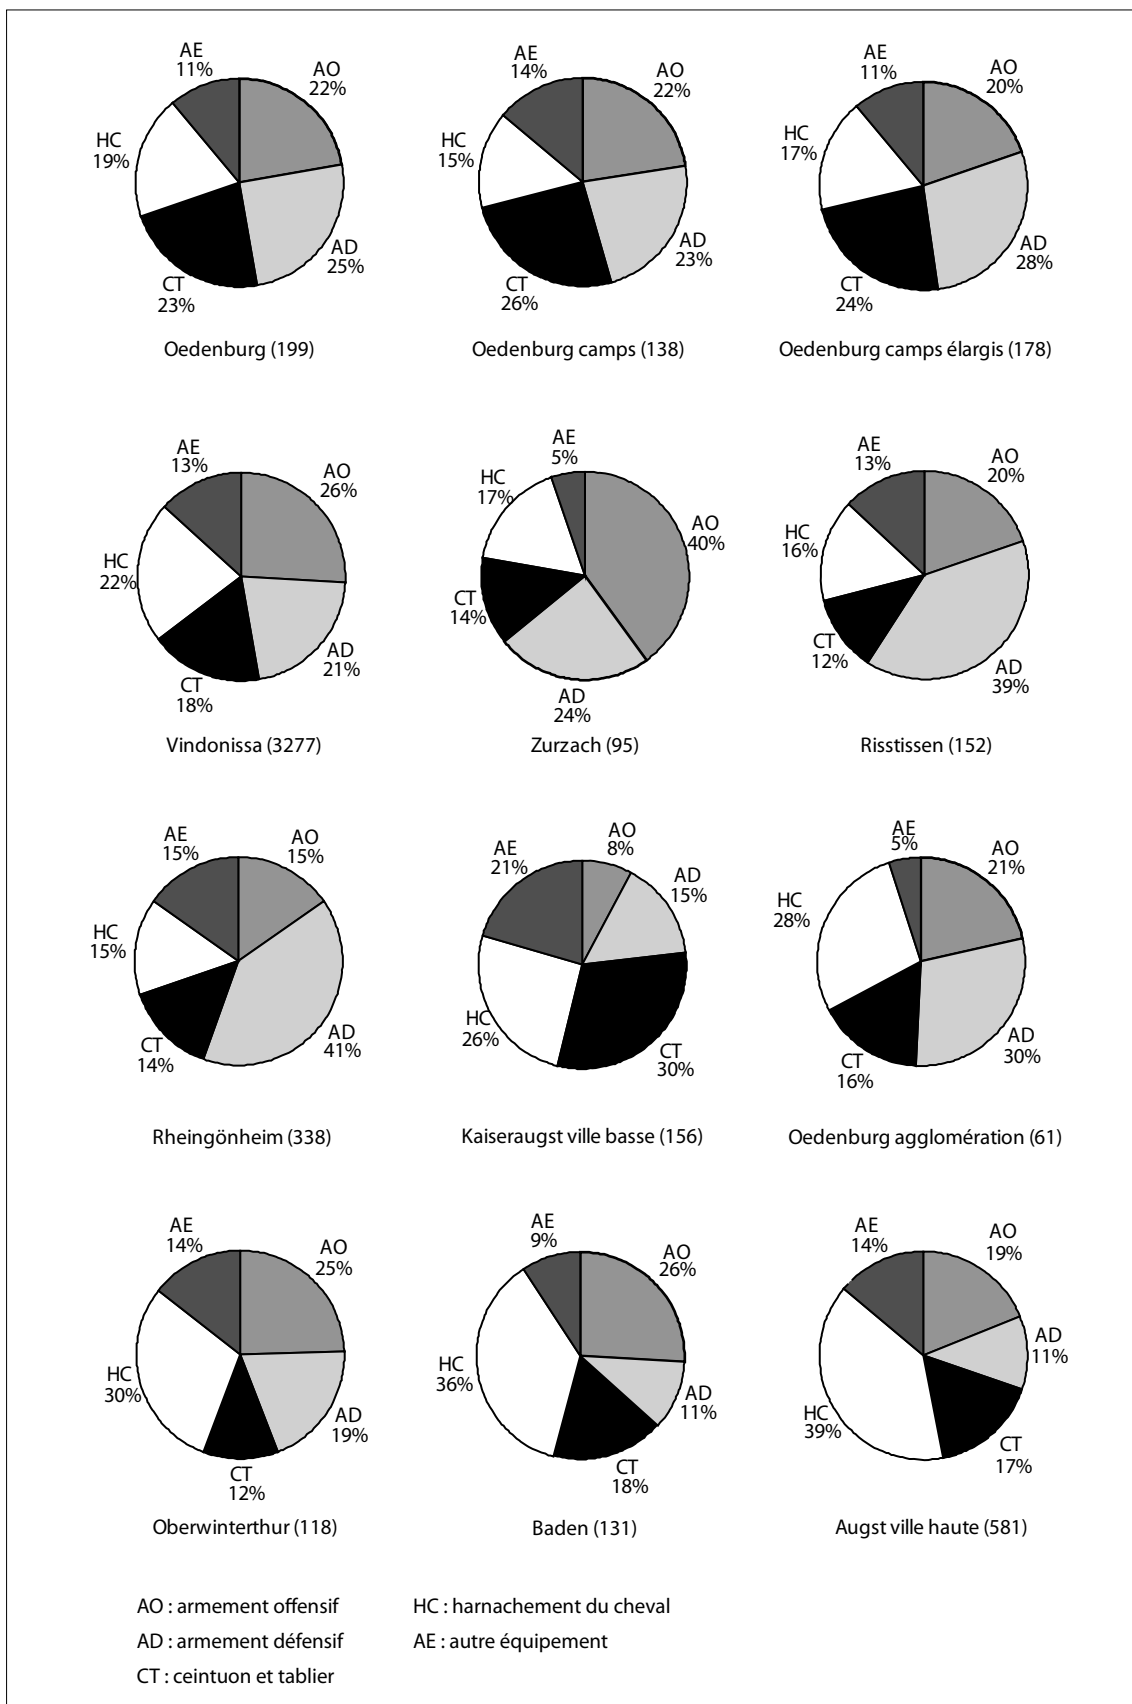 AE
11%
AO
22%
HC
19%
AD
25%
CT
23%
Oedenburg (199)
AE
14%
AO
22%
HC
15%
AD
23%
CT
26%
Oedenburg camps (138)
AE
11%
AO
20%
HC
17%
AD
28%
CT
24%
Oedenburg camps élargis (178)
AE
13%
AO
26%
HC
22%
AD
21%
CT
18%
Vindonissa (3277)
AE
5%
HC
17%
AO
40%
CT
14%
AD
24%
Zurzach (95)
AE
13%
AO
20%
HC
16%
CT
12%
AD
39%
Risstissen (152)
AE
15%
AO
15%
HC
15%
AD
41%
CT
14%
Rheingönheim (338)
AE
21%
AO
8%
AD
15%
HC
26%
CT
30%
Kaiseraugst ville basse (156)
AE
5%
AO
21%
HC
28%
AD
30%
CT
16%
Oedenburg agglomération (61)
AE
14%
AO
25%
HC
30%
AD
19%
CT
12%
Oberwinterthur (118)
AE
9%
AO
26%
HC
36%
AD
11%
CT
18%
Baden (131)
AE
14%
AO
19%
AD
11%
HC
39%
CT
17%
Augst ville haute (581)
AO : armement offensif
HC : harnachement du cheval
AD : armement défensif
AE : autre équipement
CT : ceintuon et tablier